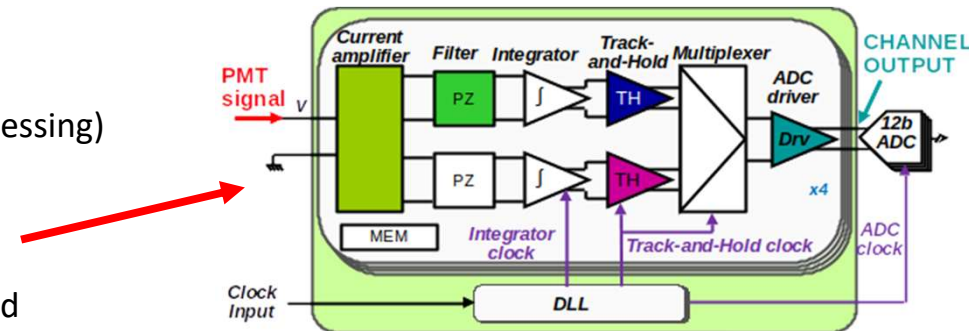 essing)
d
Current
amplifier
Filter
Integrator
Track-
and-Hold
Multiplexer
ADC
driver
CHANNEL
OUTPUT
PMT
signal
V
PZ
∫
TH
Drv
12b
ADC
PZ
∫
TH
x4
MEM
Integrator
clock
Track-and-Hold clock
ADC
clock
Clock
Input
DLL